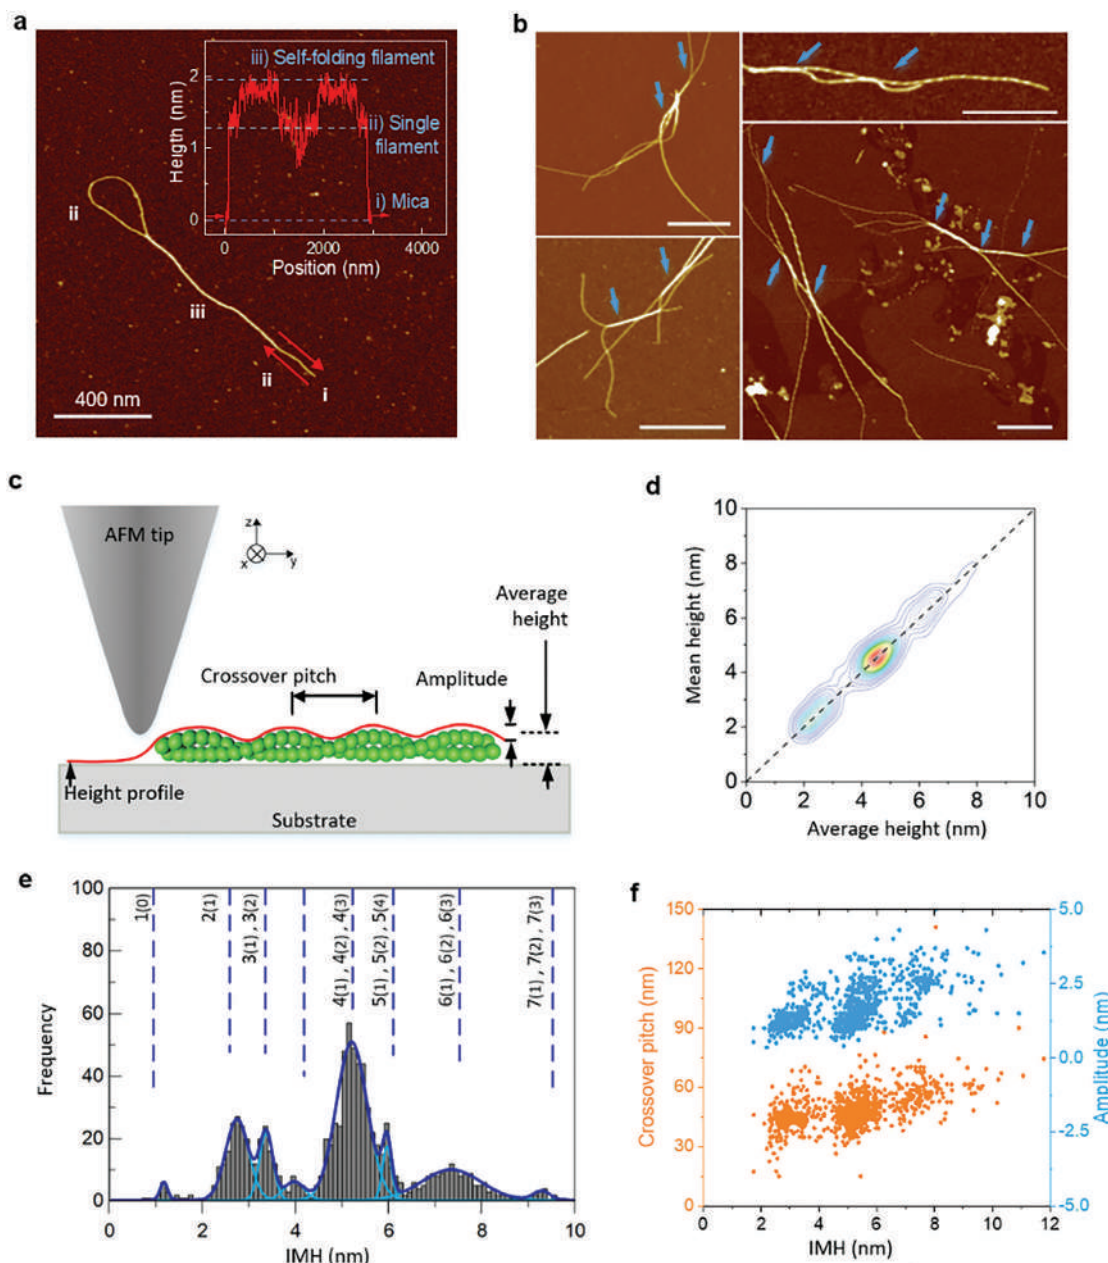 a
iii) Self-folding filament
ii) Single
filament
i) Mica
Heigth (nm)
2
1
0
0
2000
4000
Position (nm)
ii
iii
ii
i
400 nm
b
c
AFM tip
z
x
y
Average
height
Crossover pitch
Amplitude
Height profile
Substrate
d
Mean height (nm)
10
8
6
4
2
0
0
2
4
6
8
10
Average height (nm)
e
Frequency
100
80
60
40
20
0
1(0)
2(1)
3(1) , 3(2)
4(1) , 4(2) , 4(3)
5(1) , 5(2) , 5(4)
6(1) , 6(2) , 6(3)
7(1) , 7(2) , 7(3)
0
2
4
6
8
10
IMH (nm)
f
Crossover pitch (nm)
150
120
90
60
30
0
5.0
2.5
0.0
-2.5
-5.0
Amplitude (nm)
0
2
4
6
8
10
12
IMH (nm)